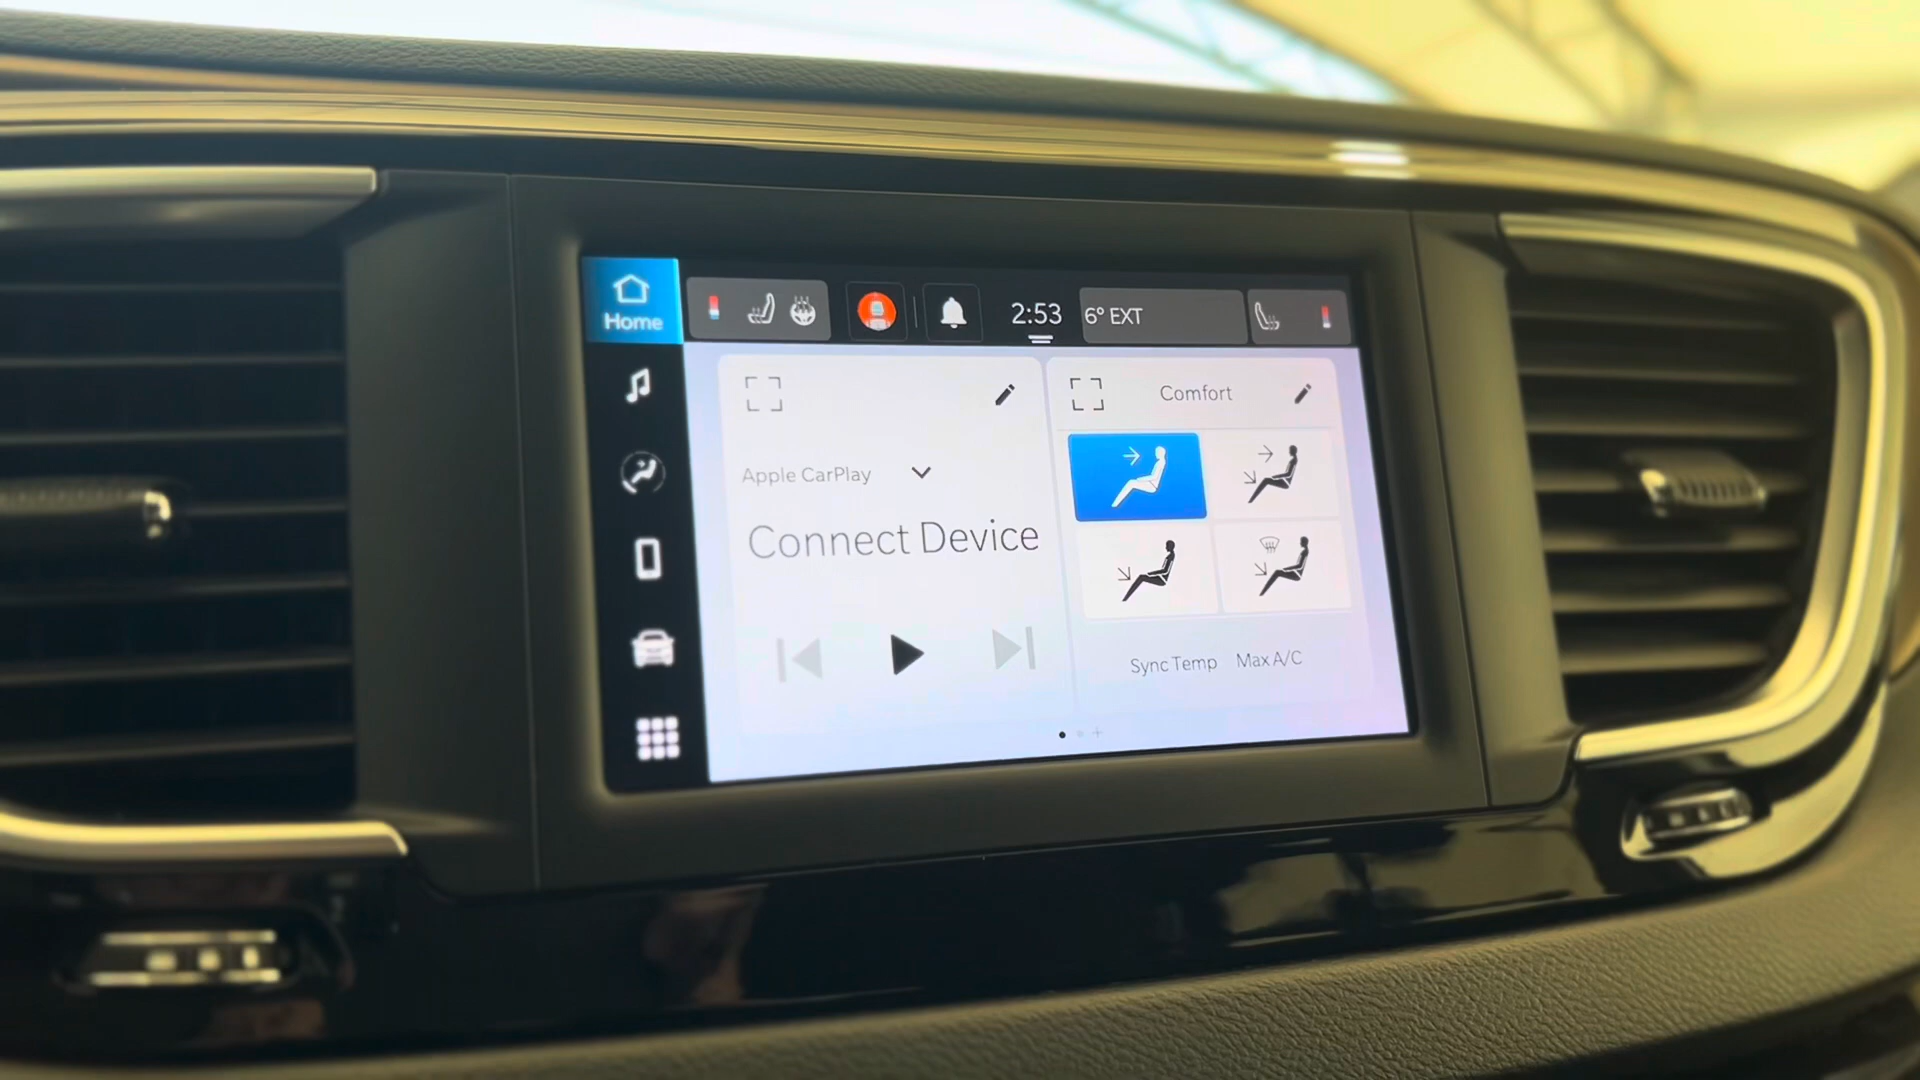 Home
2:53
6° EXT
Apple CarPlay
Connect Device
Comfort
Sync Temp
Max A/C